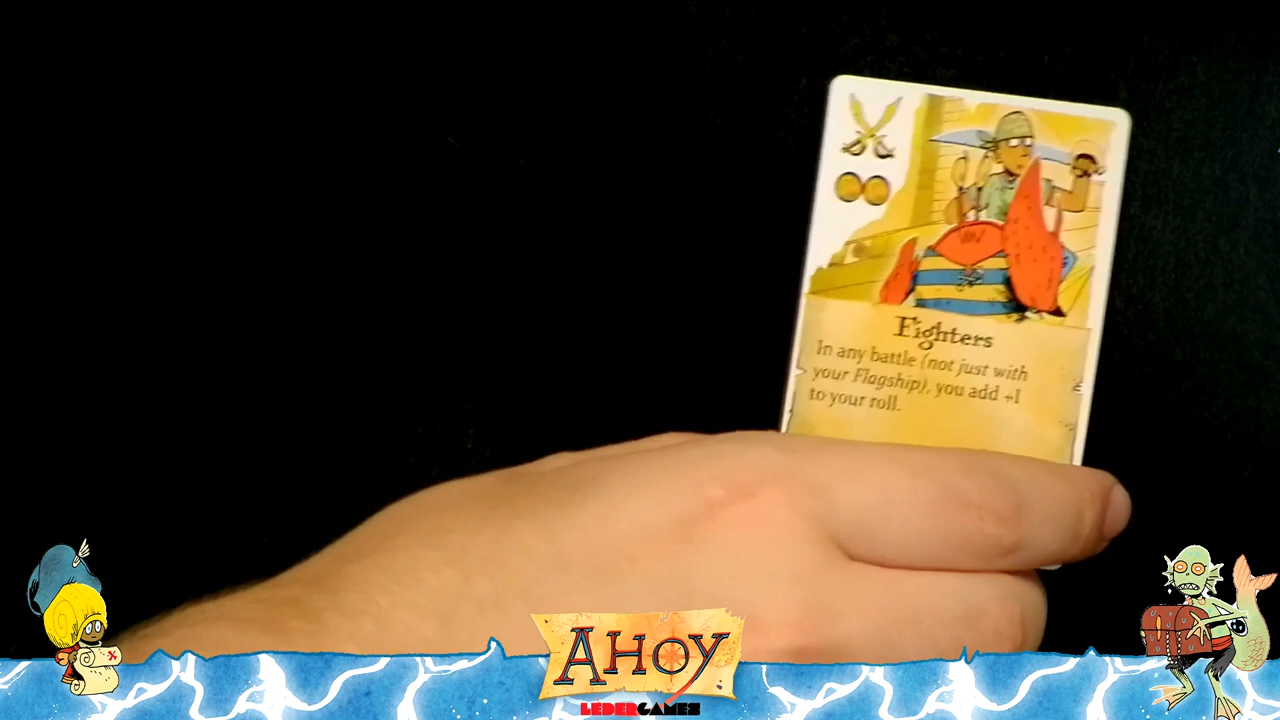 Fighters
In any battle (not just with
your Flagship), you add +1
to your roll.
AHOY
LEDERGAMES